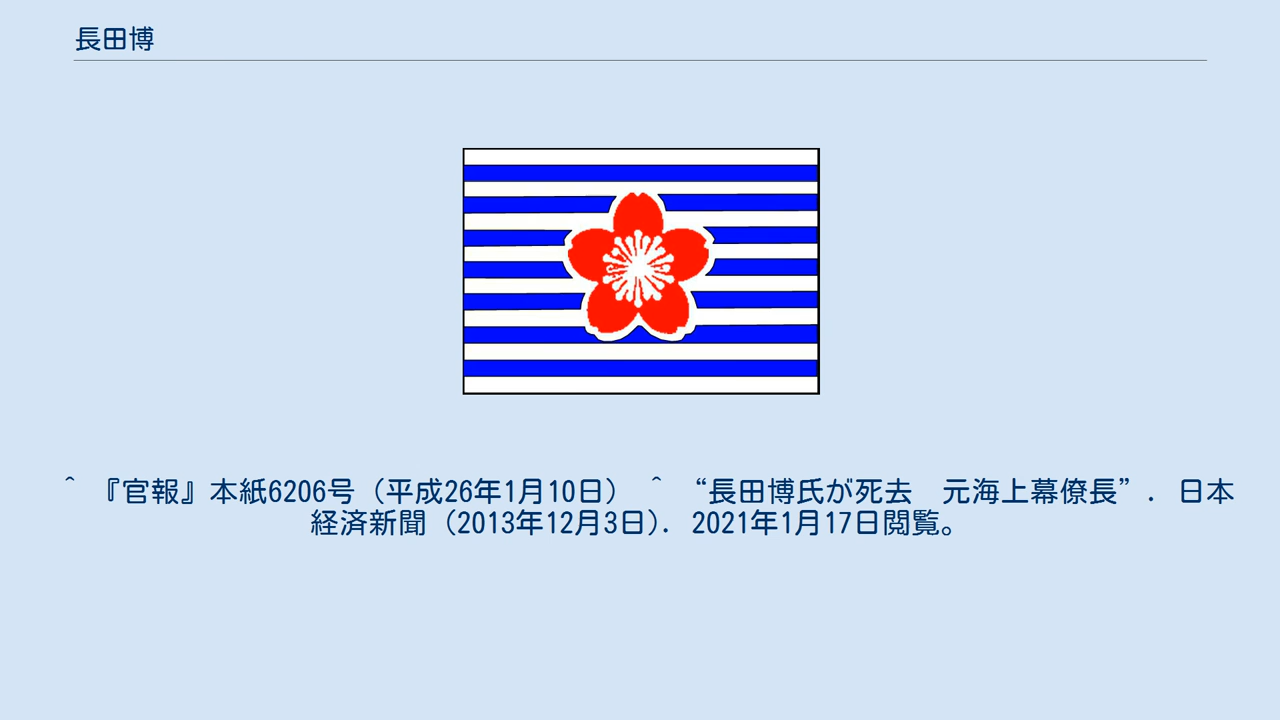 長田博
^ 『官報』本紙6206号（平成26年1月10日） ^ “長田博氏が死去　元海上幕僚長”. 日本
経済新聞 (2013年12月3日). 2021年1月17日閲覧。